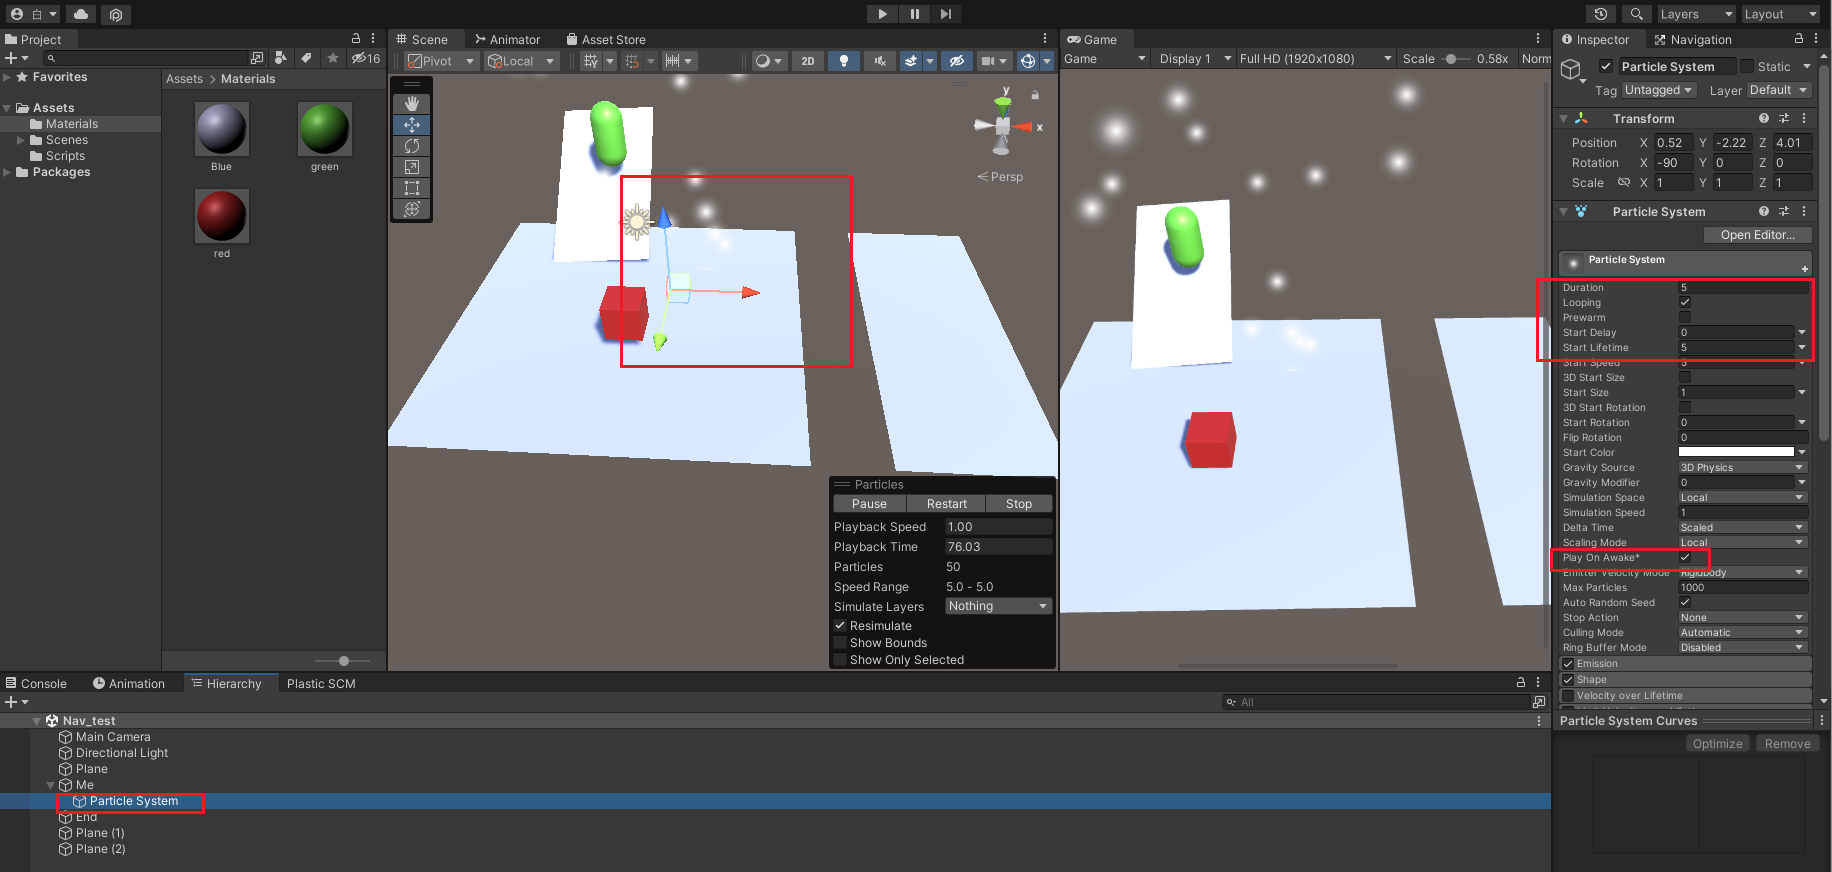 白
Layers
Layout
Project
16
Favorites
Assets
Materials
Scenes
Scripts
Packages
Assets > Materials
Blue
green
red
Scene
Animator
Asset Store
Pivot
Local
2D
y
x
Persp
Particles
Pause
Restart
Stop
Playback Speed 1.00
Playback Time 76.03
Particles 50
Speed Range 5.0 - 5.0
Simulate Layers Nothing
Resimulate
Show Bounds
Show Only Selected
Game
Game
Display 1
Full HD (1920x1080)
Scale 0.58x
Norm
Inspector
Navigation
Particle System
Static
Tag Untagged Layer Default
Transform
Position X 0.52 Y -2.22 Z 4.01
Rotation X -90 Y 0 Z 0
Scale X 1 Y 1 Z 1
Particle System
Open Editor...
Particle System
Duration 5
Looping
Prewarm
Start Delay 0
Start Lifetime 5
Start Speed 5
3D Start Size
Start Size 1
3D Start Rotation
Start Rotation 0
Flip Rotation 0
Start Color
Gravity Source 3D Physics
Gravity Modifier 0
Simulation Space Local
Simulation Speed 1
Delta Time Scaled
Scaling Mode Local
Play On Awake*
Emitter Velocity Mode Rigidbody
Max Particles 1000
Auto Random Seed
Stop Action None
Culling Mode Automatic
Ring Buffer Mode Disabled
Emission
Shape
Velocity over Lifetime
Particle System Curves
Optimize
Remove
Console
Animation
Hierarchy
Plastic SCM
All
Nav_test
Main Camera
Directional Light
Plane
Me
Particle System
End
Plane (1)
Plane (2)